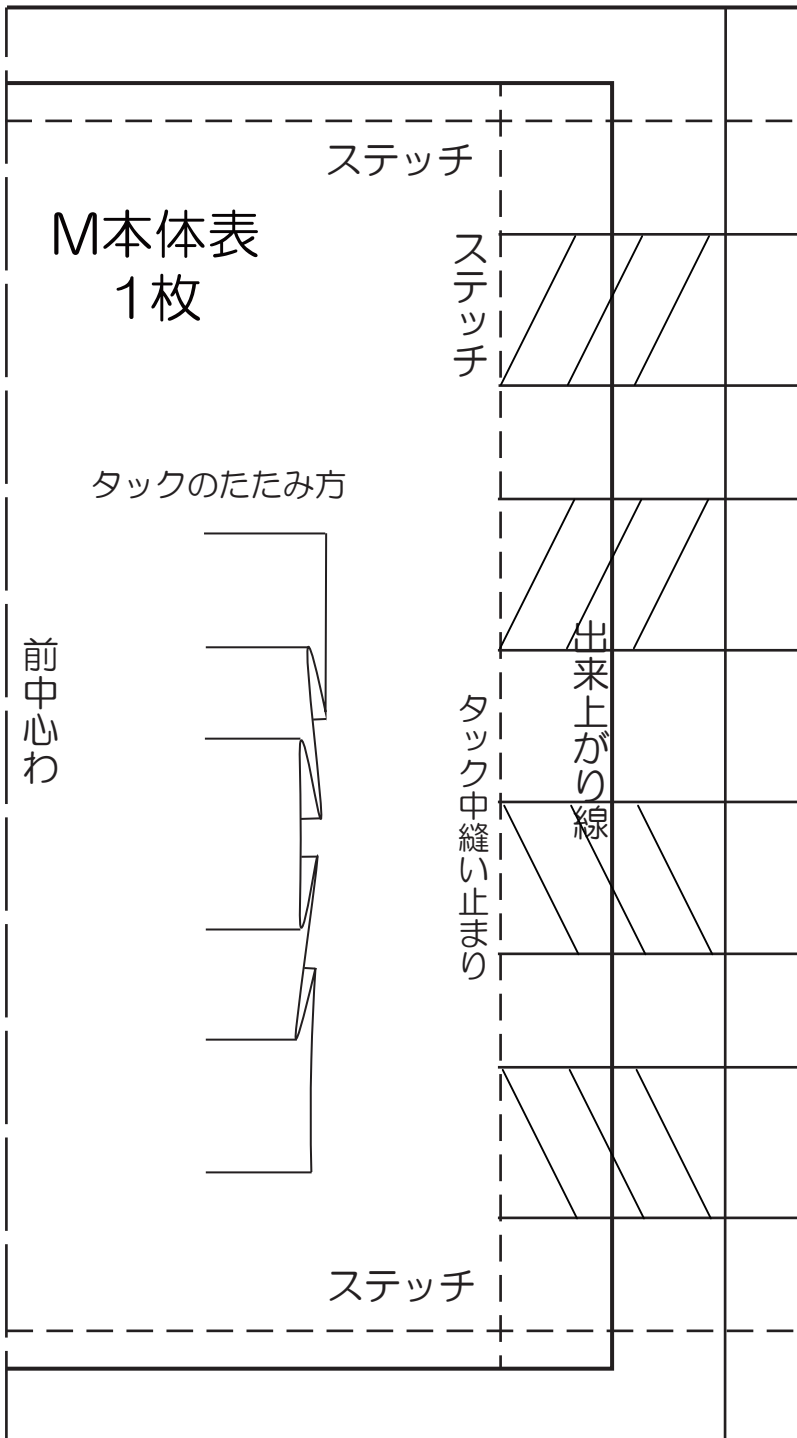 ステッチ
M本体表
1枚
ステッチ
タックのたたみ方
前中心わ
出来上がり線
タック中縫い止まり
ステッチ